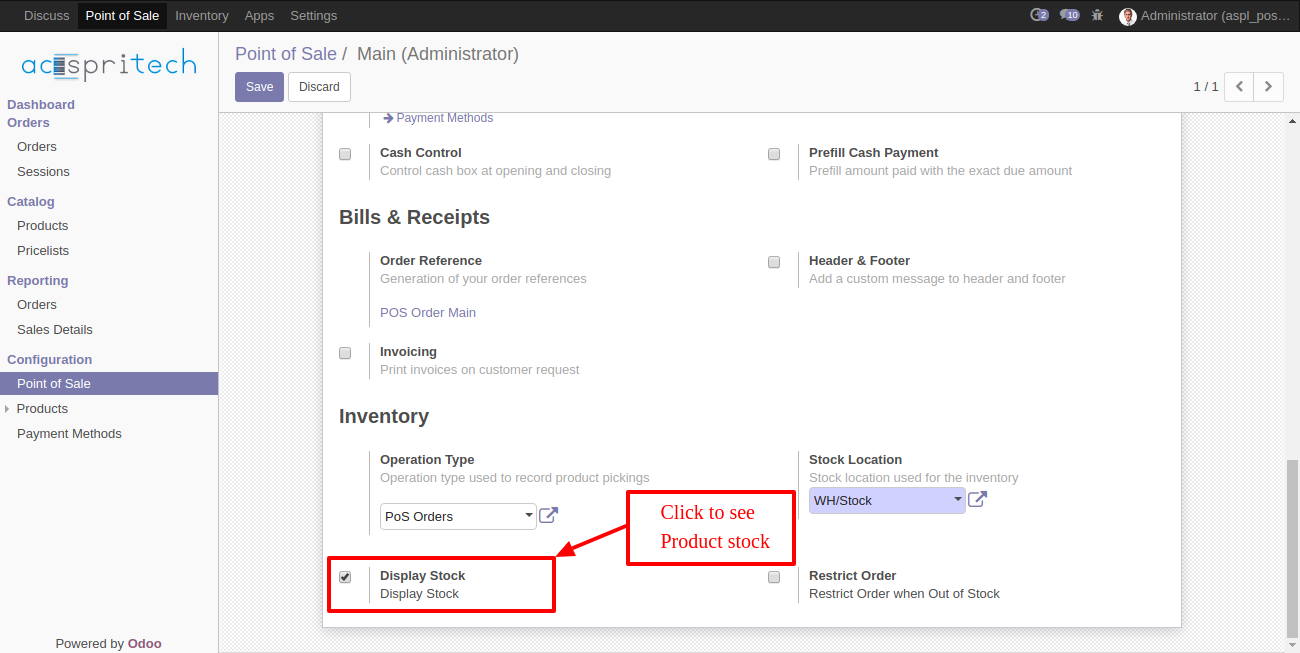 Discuss Point of Sale Inventory Apps Settings 2 10 Administrator (aspl_pos...
acespritech
Dashboard
Orders
Orders
Sessions
Catalog
Products
Pricelists
Reporting
Orders
Sales Details
Configuration
Point of Sale
Products
Payment Methods
Powered by Odoo
Point of Sale / Main (Administrator)
Save Discard 1 / 1
Payment Methods
Cash Control
Control cash box at opening and closing
Prefill Cash Payment
Prefill amount paid with the exact due amount
Bills & Receipts
Order Reference
Generation of your order references
POS Order Main
Header & Footer
Add a custom message to header and footer
Invoicing
Print invoices on customer request
Inventory
Operation Type
Operation type used to record product pickings
PoS Orders
Stock Location
Stock location used for the inventory
WH/Stock
Click to see
Product stock
Display Stock
Display Stock
Restrict Order
Restrict Order when Out of Stock